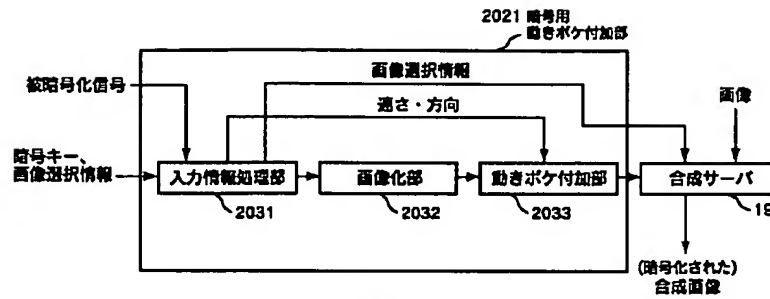 2021 暗号用
動きボケ付加部
画像選択情報
被暗号化信号
速さ・方向
画像
暗号キー、
画像選択情報
入力情報処理部
画像化部
動きボケ付加部
合成サーバ
2031
2032
2033
19
(暗号化された)
合成画像